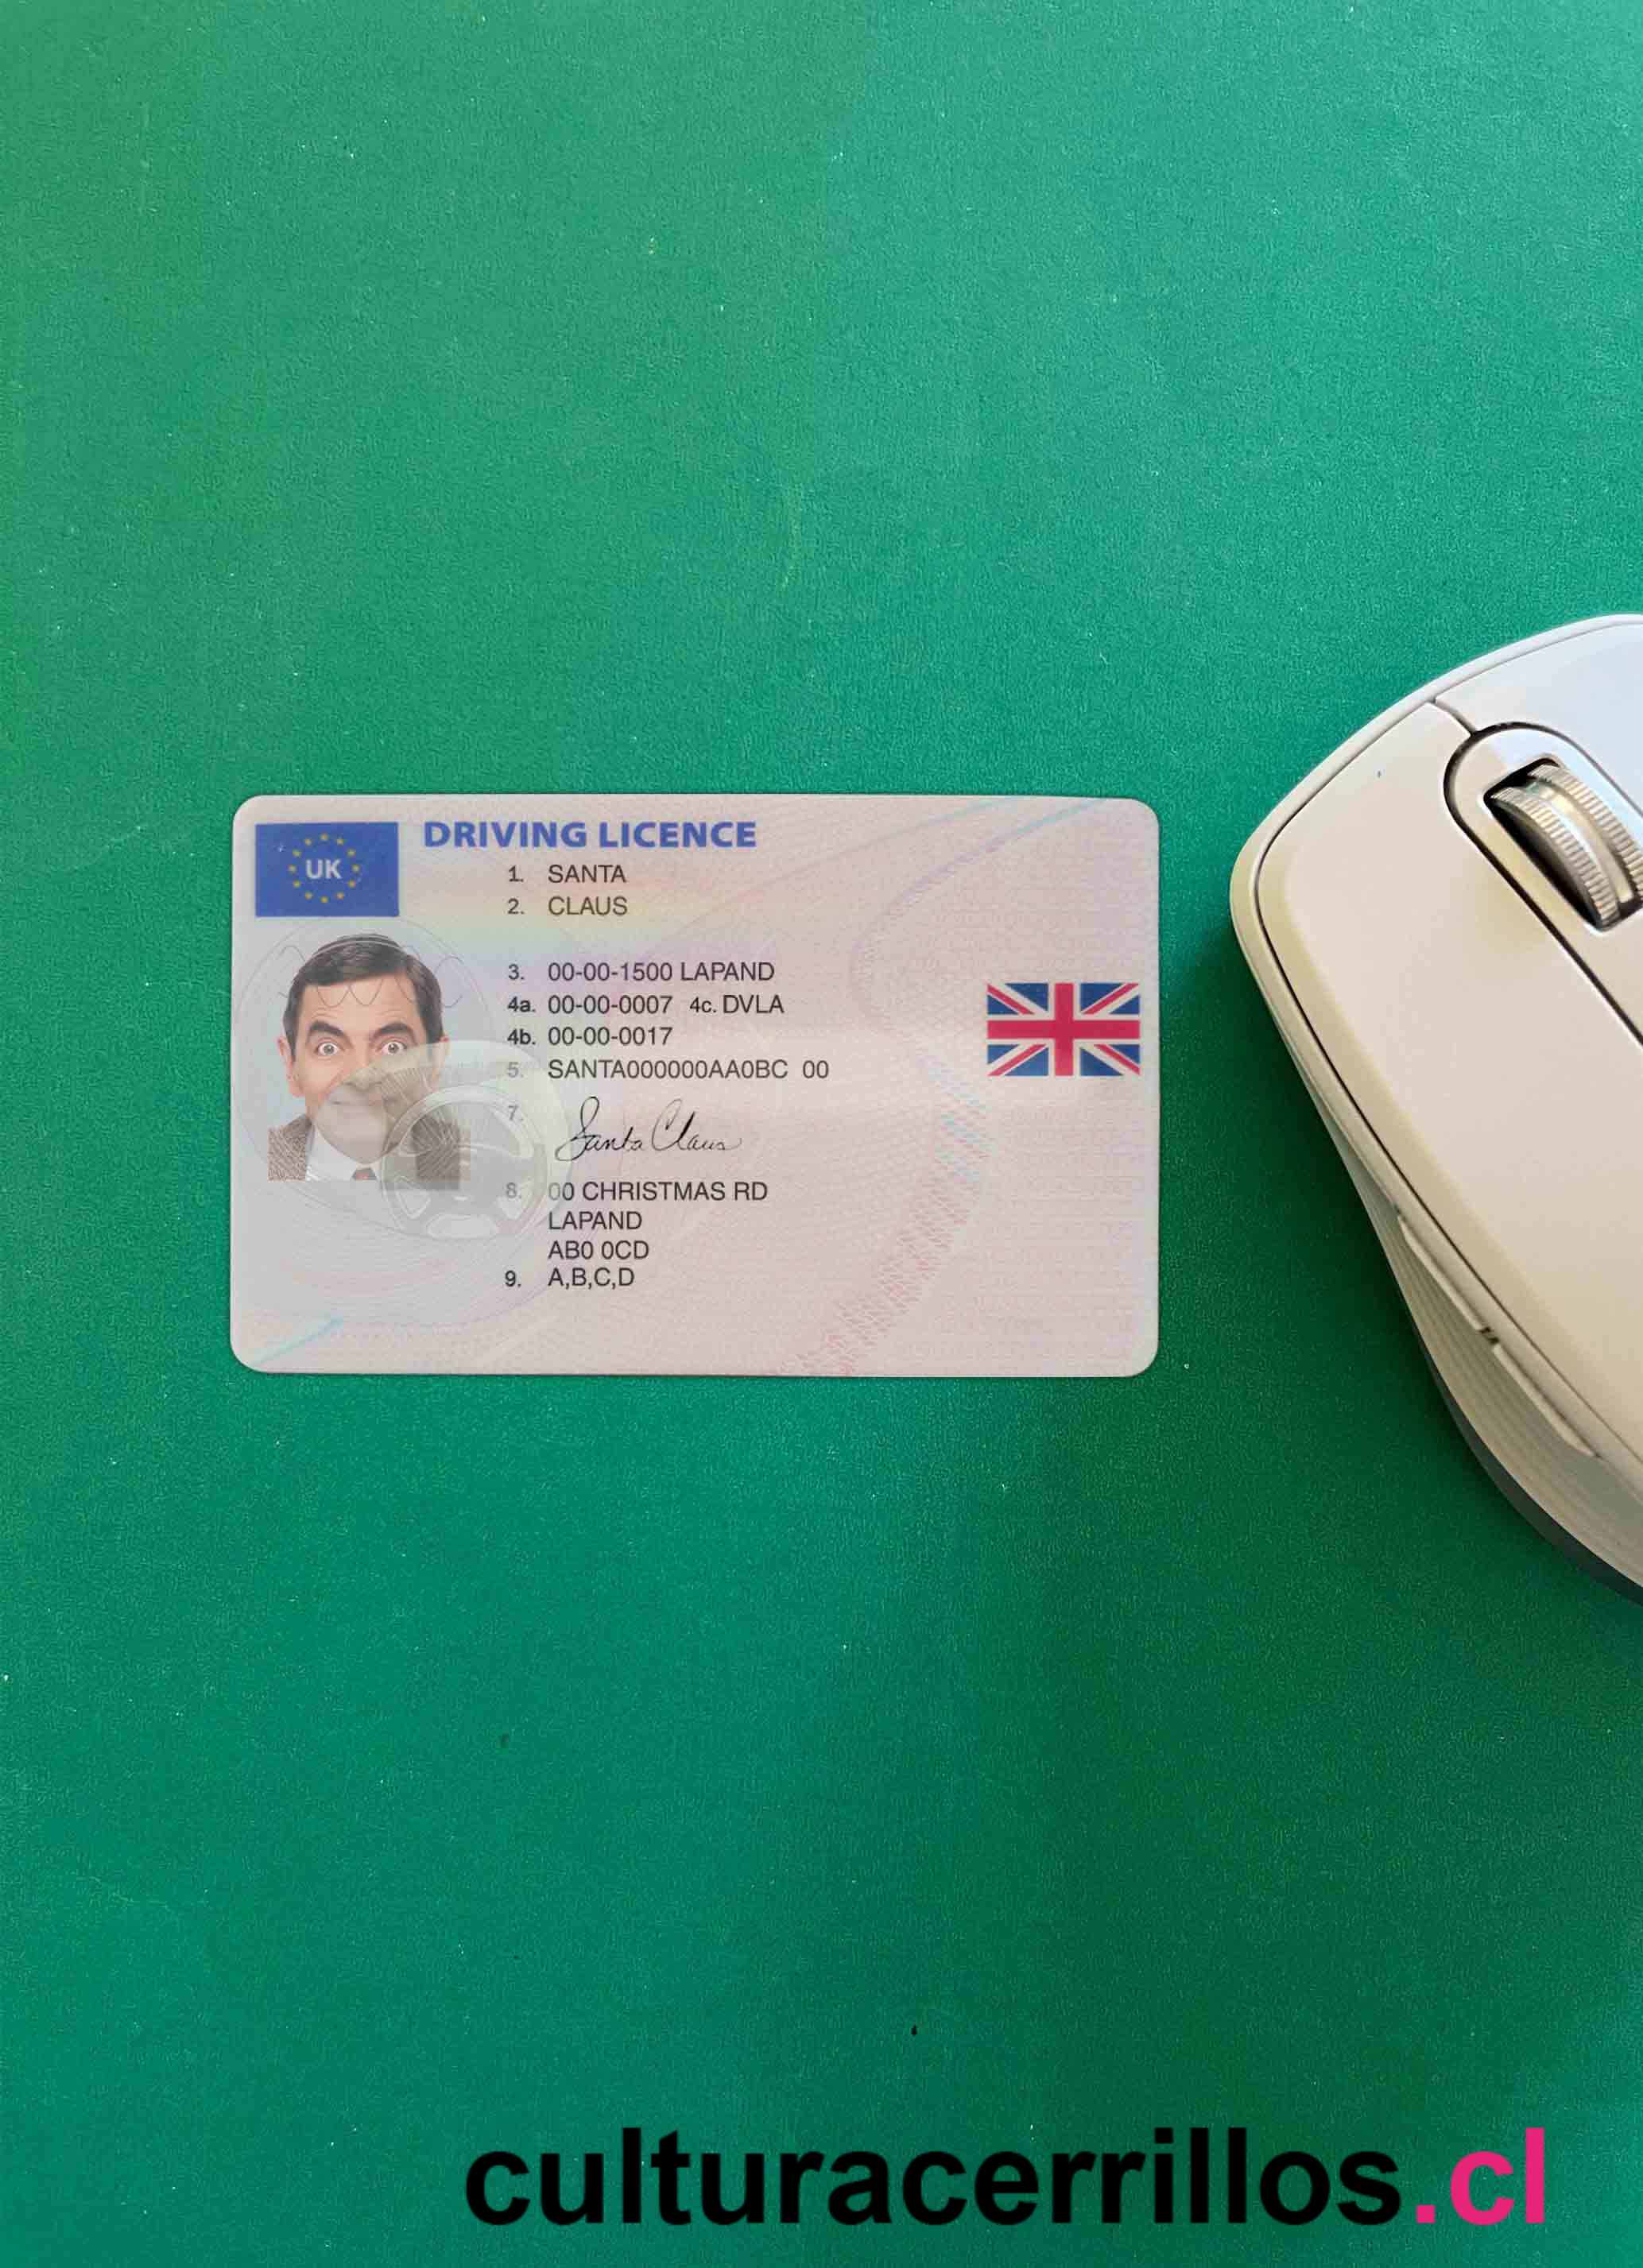 UK
DRIVING LICENCE
1. SANTA
2. CLAUS
3. 00-00-1500 LAPAND
4a. 00-00-0007 4c. DVLA
4b. 00-00-0017
5. SANTA000000AA0BC 00
7. Santa Claus
8. 00 CHRISTMAS RD
LAPAND
AB0 0CD
9. A,B,C,D
culturacerrillos.cl